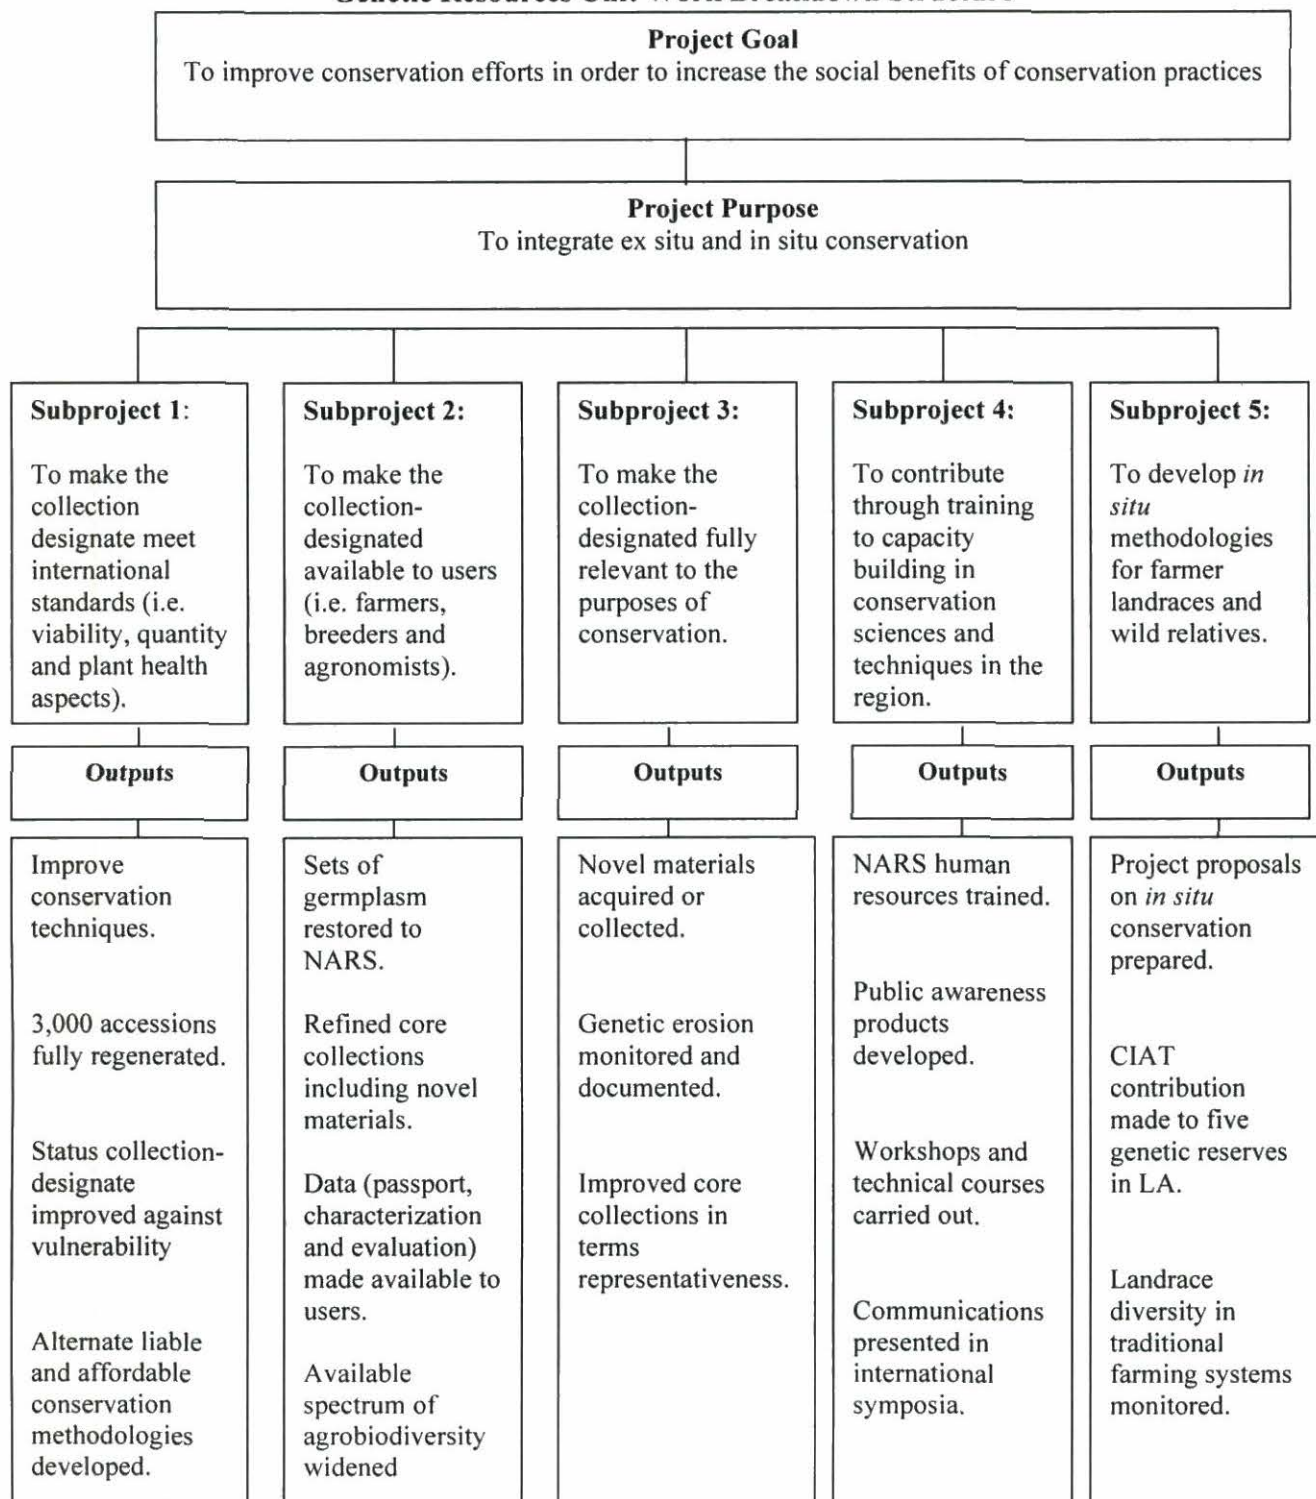 Project Goal
To improve conservation efforts in order to increase the social benefits of conservation practices
Project Purpose
To integrate ex situ and in situ conservation
Subproject 1:
To make the
collection
designate meet
international
standards (i.e.
viability, quantity
and plant health
aspects).
Subproject 2:
To make the
collection-
designated
available to users
(i.e. farmers,
breeders and
agronomists).
Subproject 3:
To make the
collection-
designated fully
relevant to the
purposes of
conservation.
Subproject 4:
To contribute
through training
to capacity
building in
conservation
sciences and
techniques in the
region.
Subproject 5:
To develop in
situ
methodologies
for farmer
landraces and
wild relatives.
Outputs
Outputs
Outputs
Outputs
Outputs
Improve
conservation
techniques.
3,000 accessions
fully regenerated.
Status collection-
designate
improved against
vulnerability
Alternate liable
and affordable
conservation
methodologies
developed.
Sets of
germplasm
restored to
NARS.
Refined core
collections
including novel
materials.
Data (passport,
characterization
and evaluation)
made available to
users.
Available
spectrum of
agrobiodiversity
widened
Novel materials
acquired or
collected.
Genetic erosion
monitored and
documented.
Improved core
collections in
terms
representativeness.
NARS human
resources trained.
Public awareness
products
developed.
Workshops and
technical courses
carried out.
Communications
presented in
international
symposia.
Project proposals
on in situ
conservation
prepared.
CIAT
contribution
made to five
genetic reserves
in LA.
Landrace
diversity in
traditional
farming systems
monitored.